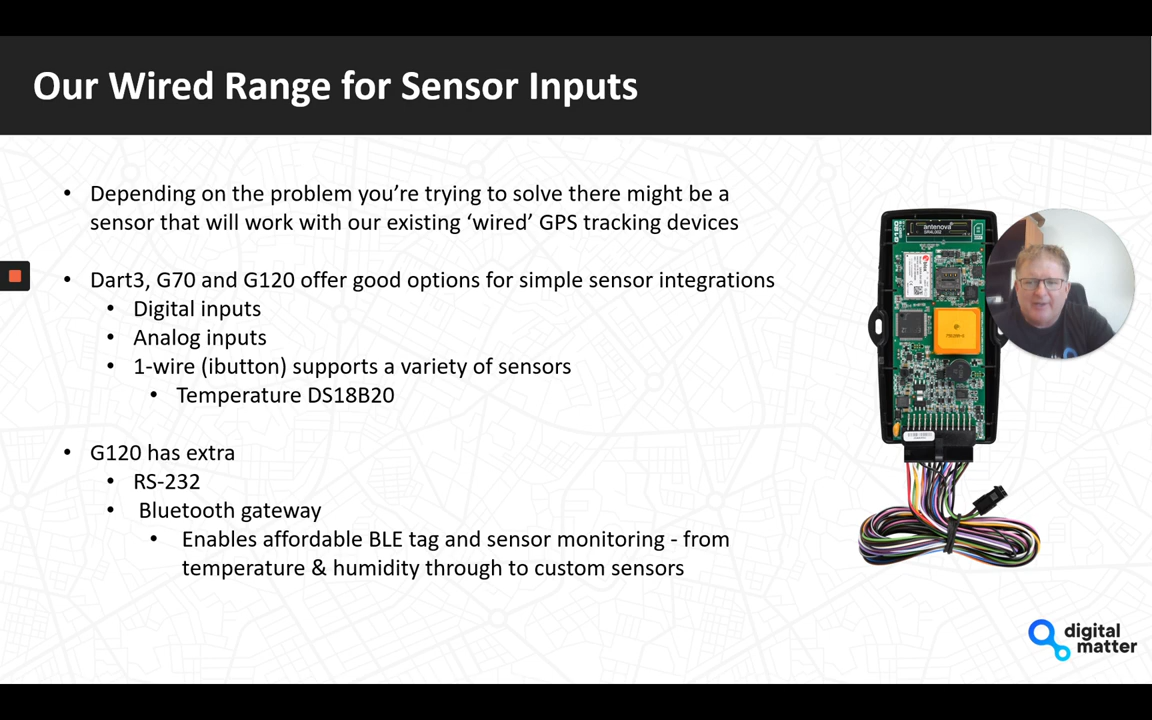 Our Wired Range for Sensor Inputs
• Depending on the problem you’re trying to solve there might be a
sensor that will work with our existing ‘wired’ GPS tracking devices
• Dart3, G70 and G120 offer good options for simple sensor integrations
• Digital inputs
• Analog inputs
• 1-wire (ibutton) supports a variety of sensors
• Temperature DS18B20
• G120 has extra
• RS-232
• Bluetooth gateway
• Enables affordable BLE tag and sensor monitoring - from
temperature & humidity through to custom sensors
antenova
digital
matter